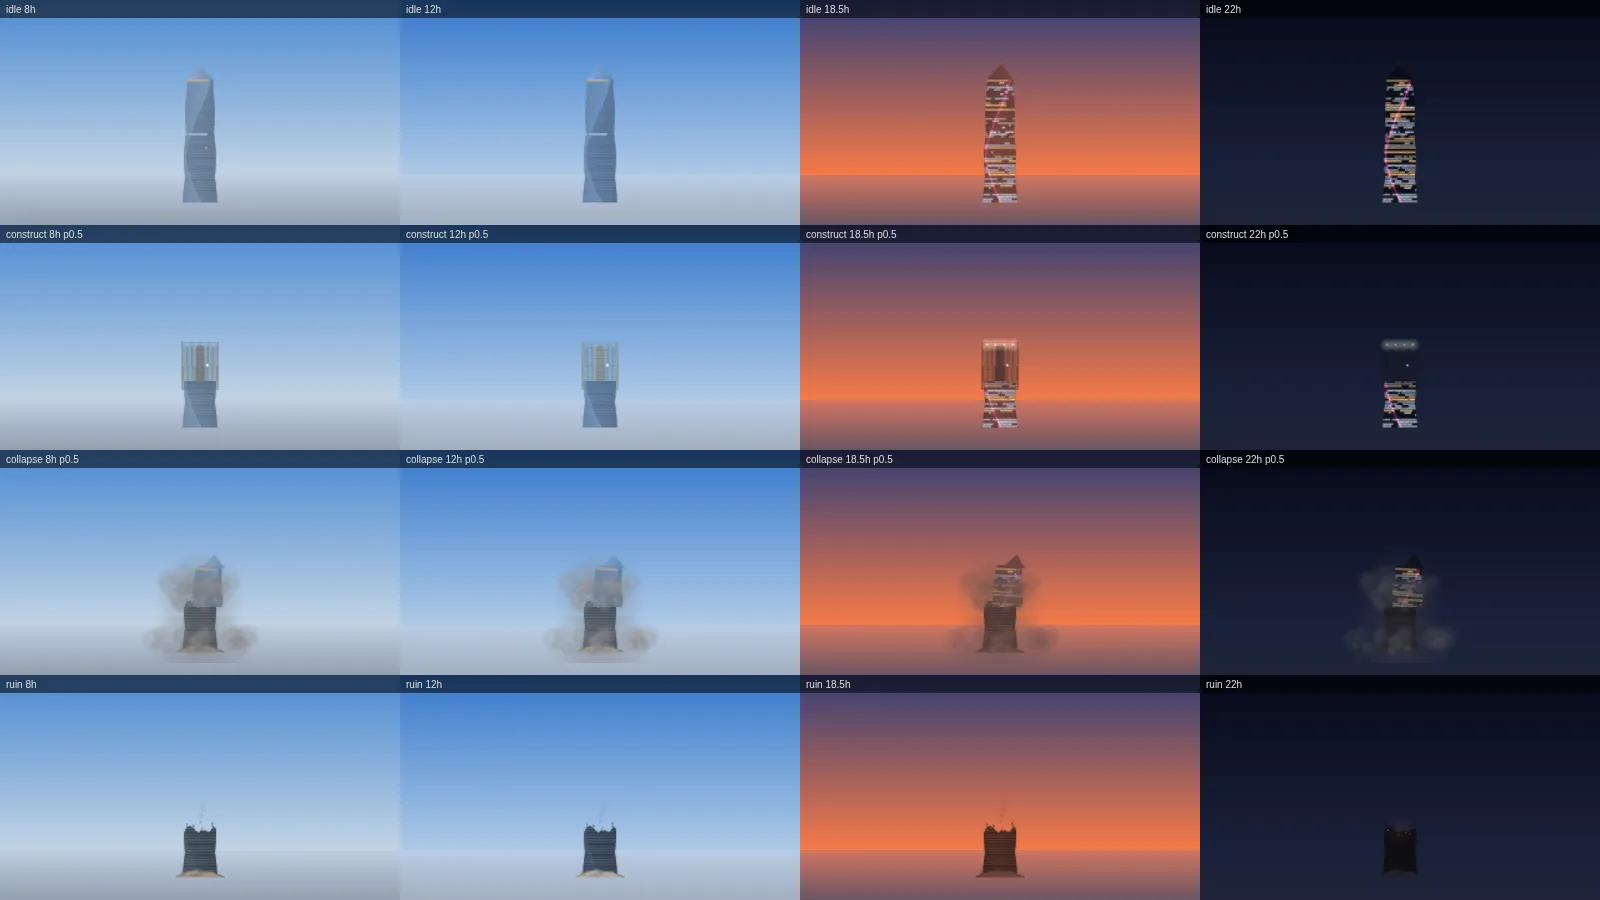 idle 8h
idle 12h
idle 18.5h
idle 22h
construct 8h p0.5
construct 12h p0.5
construct 18.5h p0.5
construct 22h p0.5
collapse 8h p0.5
collapse 12h p0.5
collapse 18.5h p0.5
collapse 22h p0.5
ruin 8h
ruin 12h
ruin 18.5h
ruin 22h